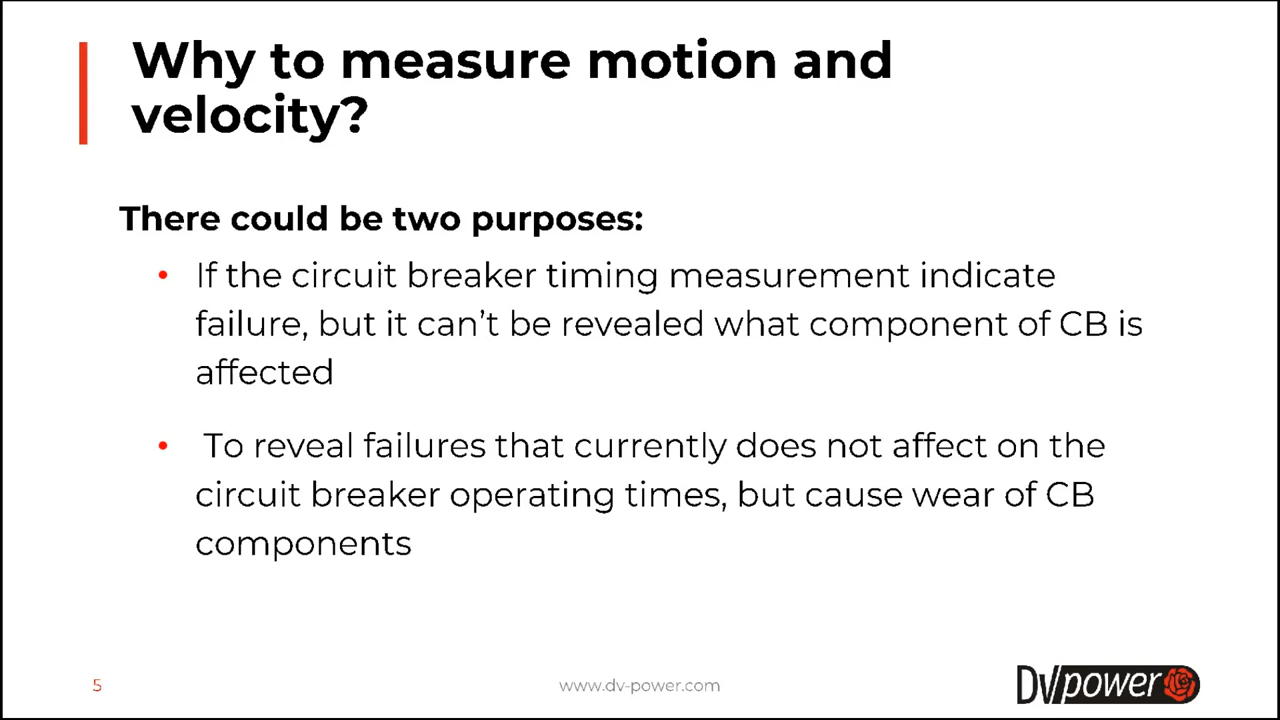 Why to measure motion and
velocity?
There could be two purposes:
• If the circuit breaker timing measurement indicate
failure, but it can’t be revealed what component of CB is
affected
• To reveal failures that currently does not affect on the
circuit breaker operating times, but cause wear of CB
components
5
www.dv-power.com
DV power